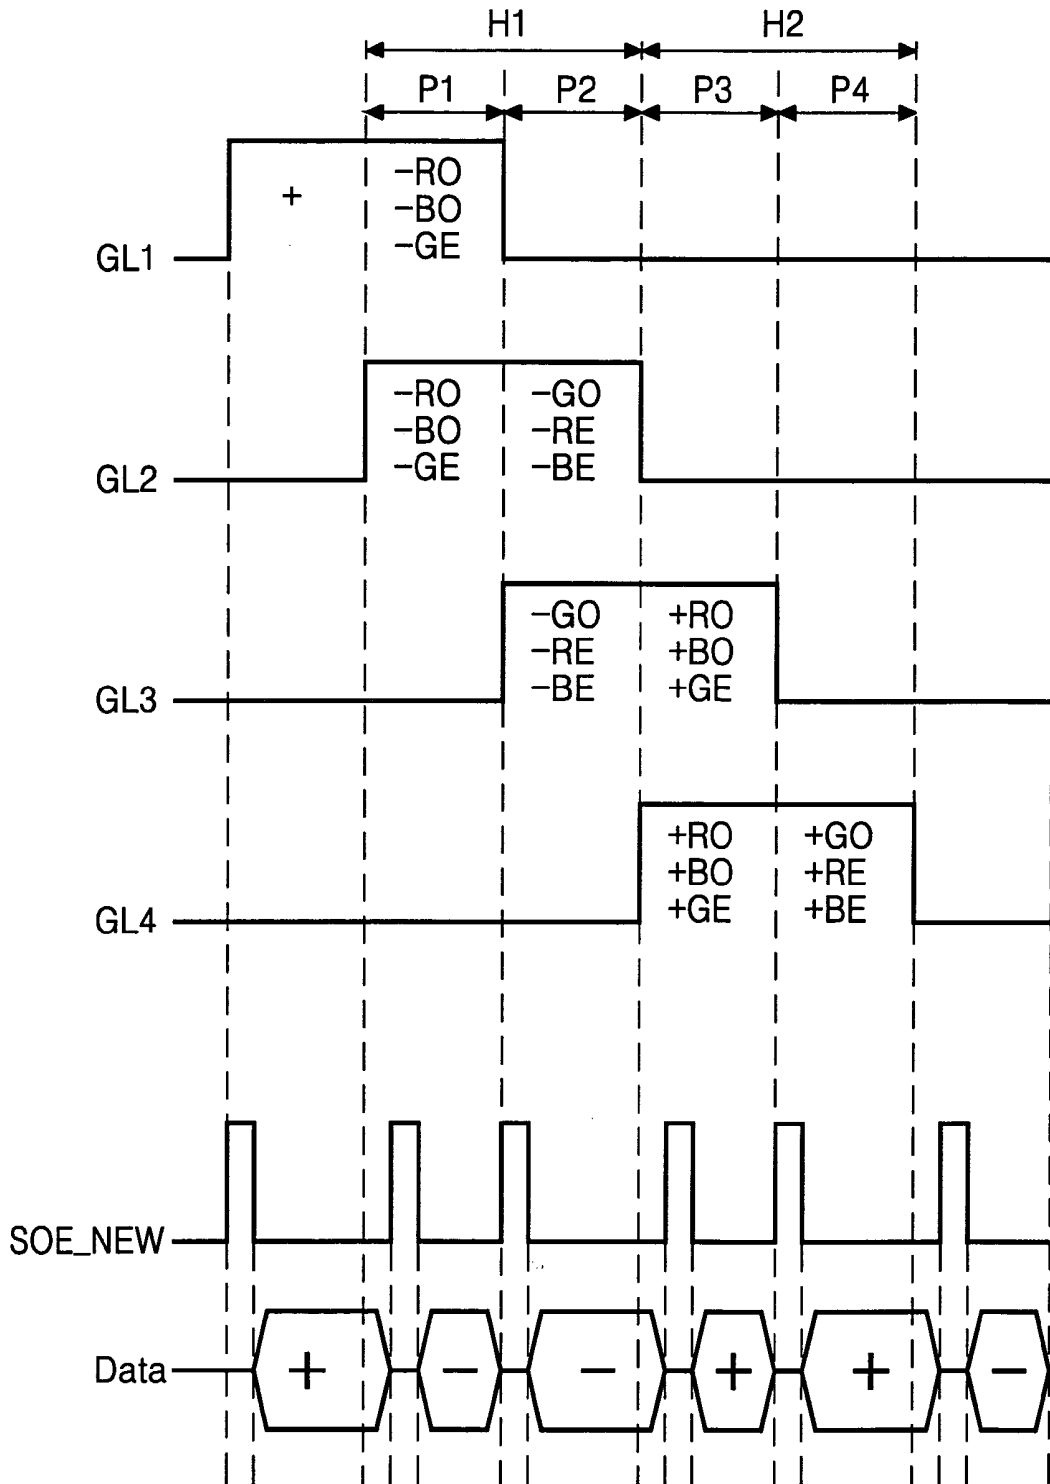 H1 H2
P1 P2 P3 P4
+ −RO
−BO
−GE
GL1
−RO −GO
−BO −RE
−GE −BE
GL2
−GO +RO
−RE +BO
−BE +GE
GL3
+RO +GO
+BO +RE
+GE +BE
GL4
SOE_NEW
Data + − − + + −